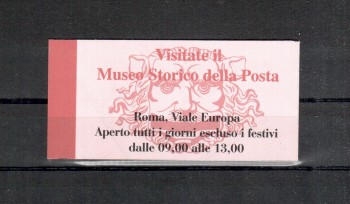 Visitate il
Museo Storico della Posta
Roma, Viale Europa
Aperto tutti i giorni escluso i festivi
dalle 09,00 alle 13,00